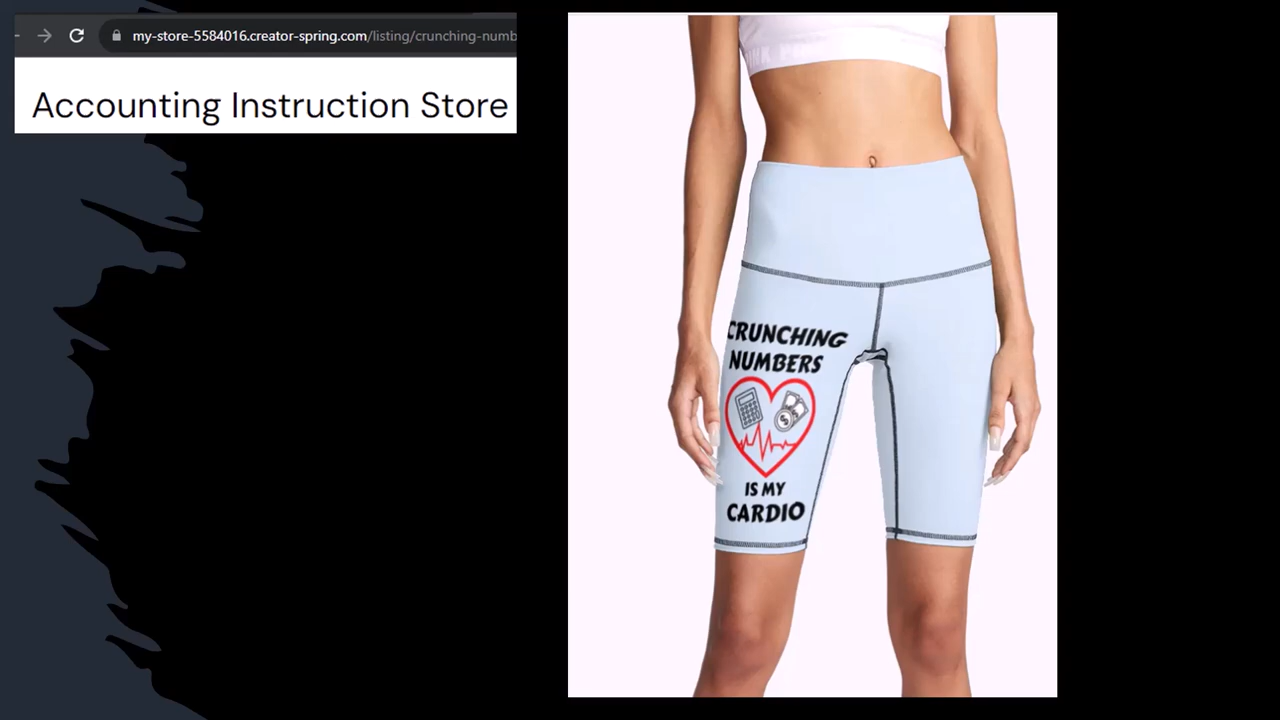 my-store-5584016.creator-spring.com/listing/crunching-numb
Accounting Instruction Store
CRUNCHING
NUMBERS
IS MY
CARDIO